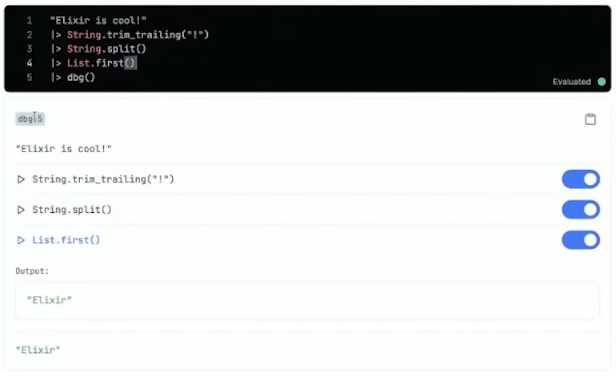 1 "Elixir is cool!"
2 |> String.trim_trailing("!")
3 |> String.split()
4 |> List.first()
5 |> dbg()
Evaluated
dbg:5
"Elixir is cool!"
String.trim_trailing("!")
String.split()
List.first()
Output:
"Elixir"
"Elixir"